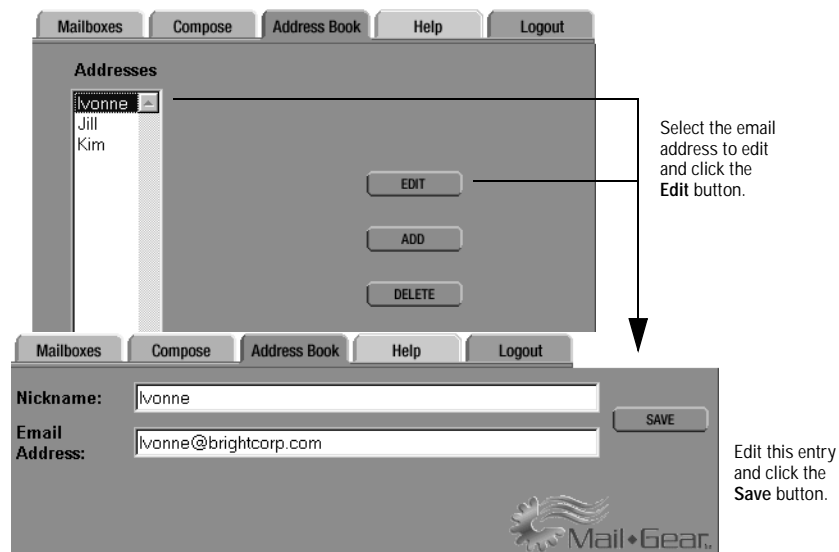 Mailboxes Compose Address Book Help Logout
Addresses
Ivonne
Jill
Kim
EDIT
ADD
DELETE
Select the email
address to edit
and click the
Edit button.
Mailboxes Compose Address Book Help Logout
Nickname: Ivonne
SAVE
Email
Address: Ivonne@brightcorp.com
Edit this entry
and click the
Save button.
Mail♦Gear™